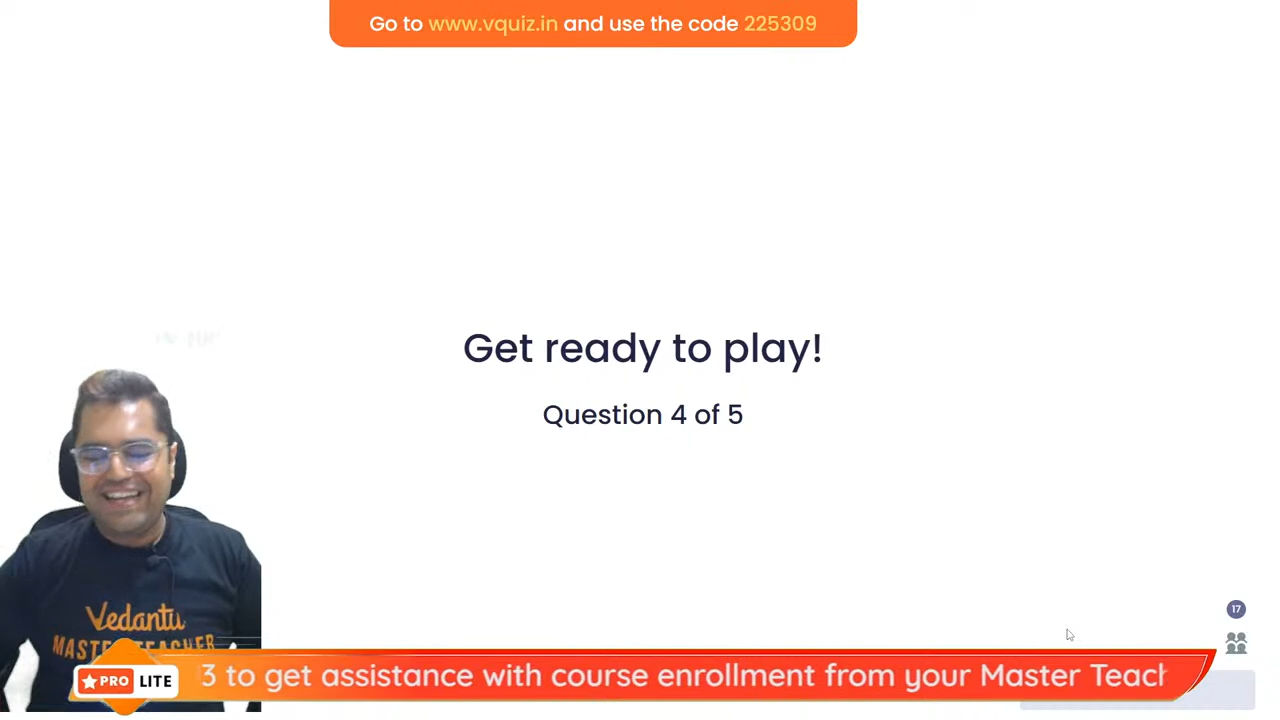 Go to www.vquiz.in and use the code 225309
Get ready to play!
Question 4 of 5
Vedantu
MASTER TEACHER
17
PRO LITE
3 to get assistance with course enrollment from your Master Teach